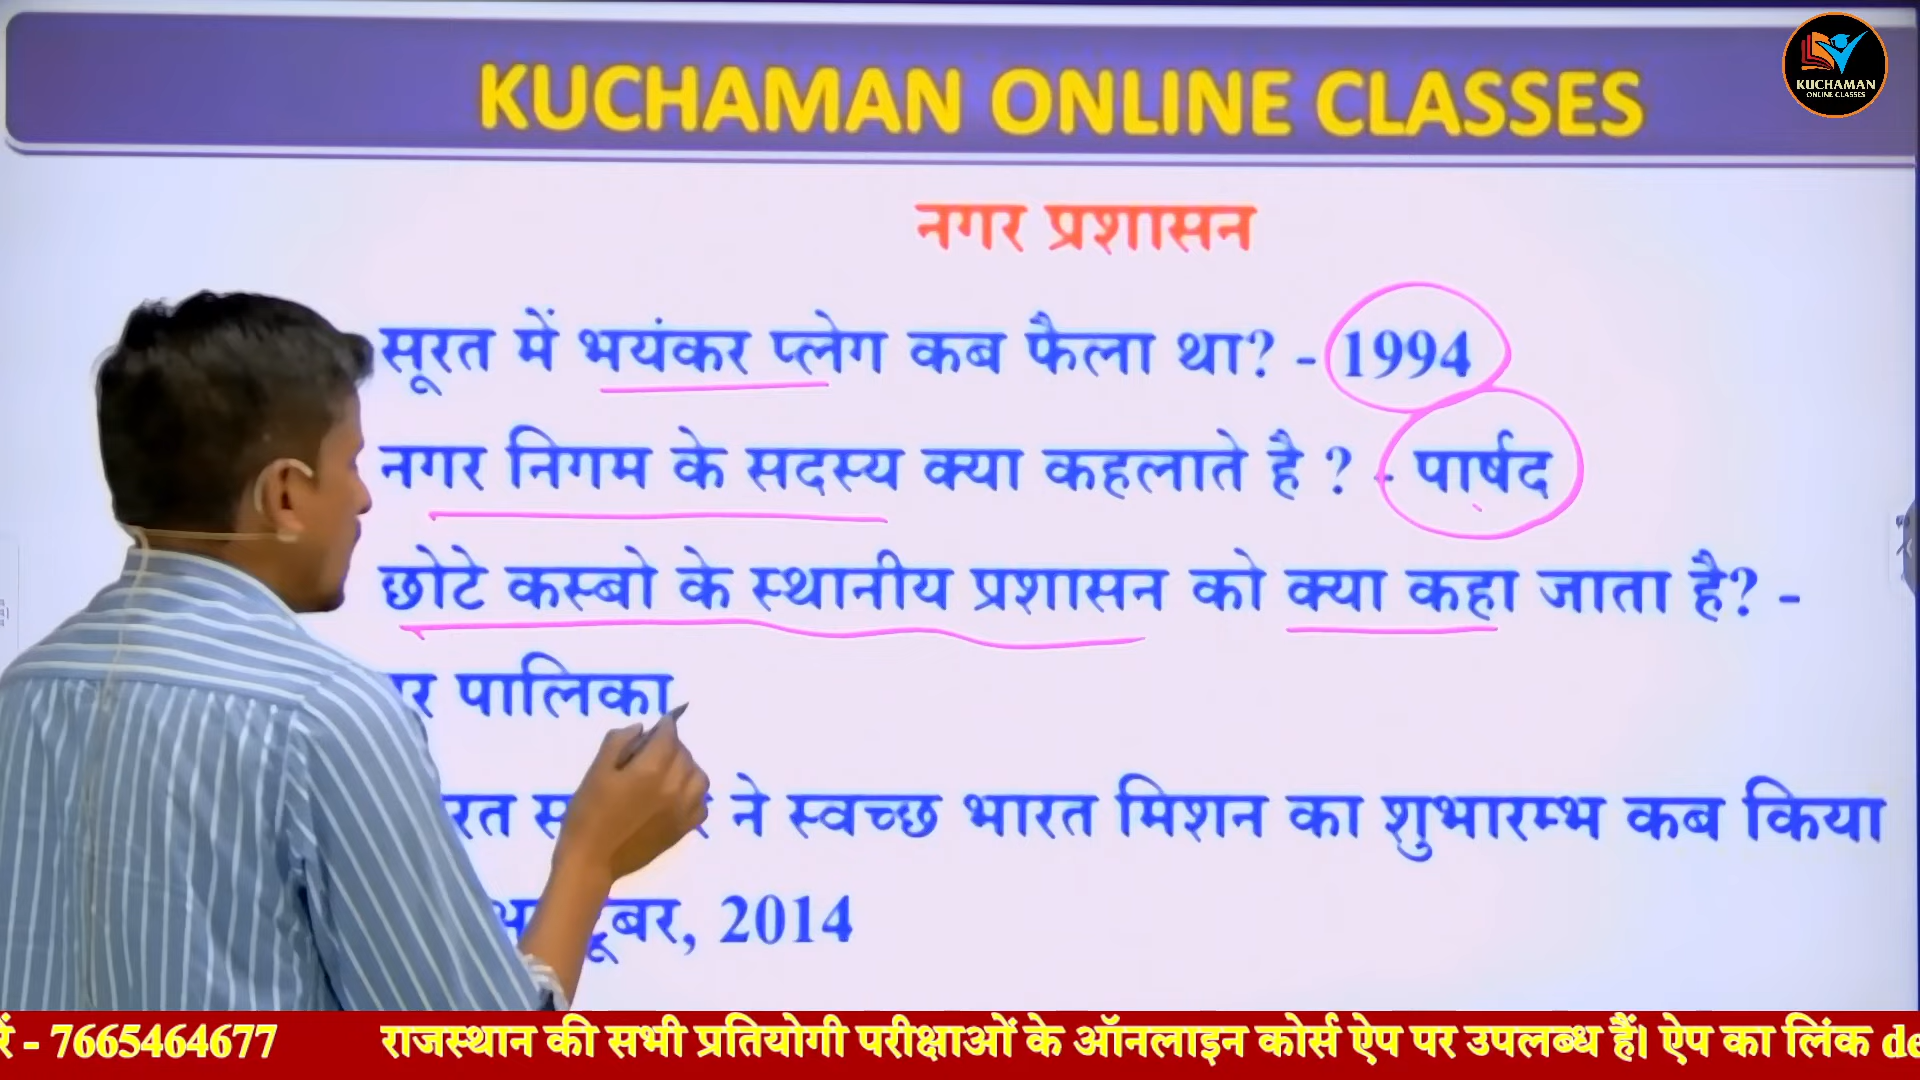 KUCHAMAN ONLINE CLASSES
KUCHAMAN
ONLINE CLASSES
नगर प्रशासन
सूरत में भयंकर प्लेग कब फैला था? - 1994
नगर निगम के सदस्य क्या कहलाते है ? - पार्षद
छोटे कस्बो के स्थानीय प्रशासन को क्या कहा जाता है? -
पालिका
ने स्वच्छ भारत मिशन का शुभारम्भ कब किया
2014
- 7665464677 राजस्थान की सभी प्रतियोगी परीक्षाओं के ऑनलाइन कोर्स ऐप पर उपलब्ध हैं। ऐप का लिंक de